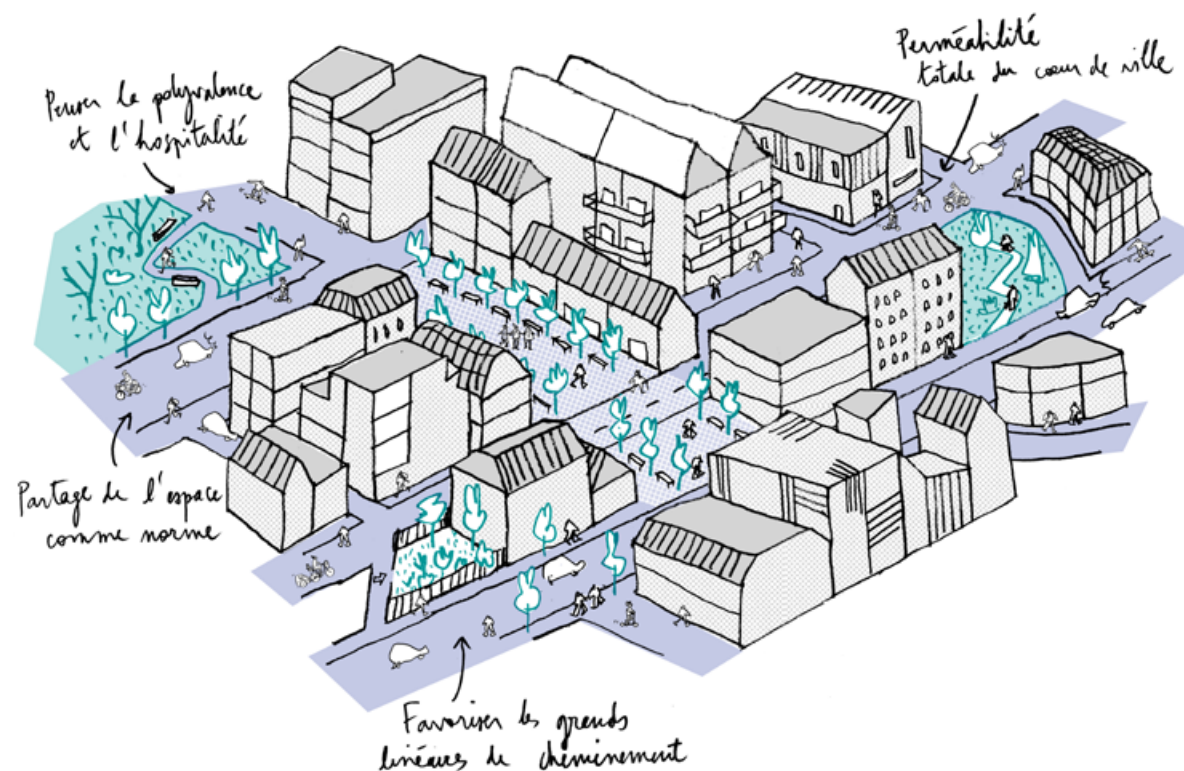 Penser la polyvalence
et l'hospitalité
Perméabilité
totale du cœur de ville
Partage de l'espace
comme norme
Favoriser les grands
linéaires de cheminement